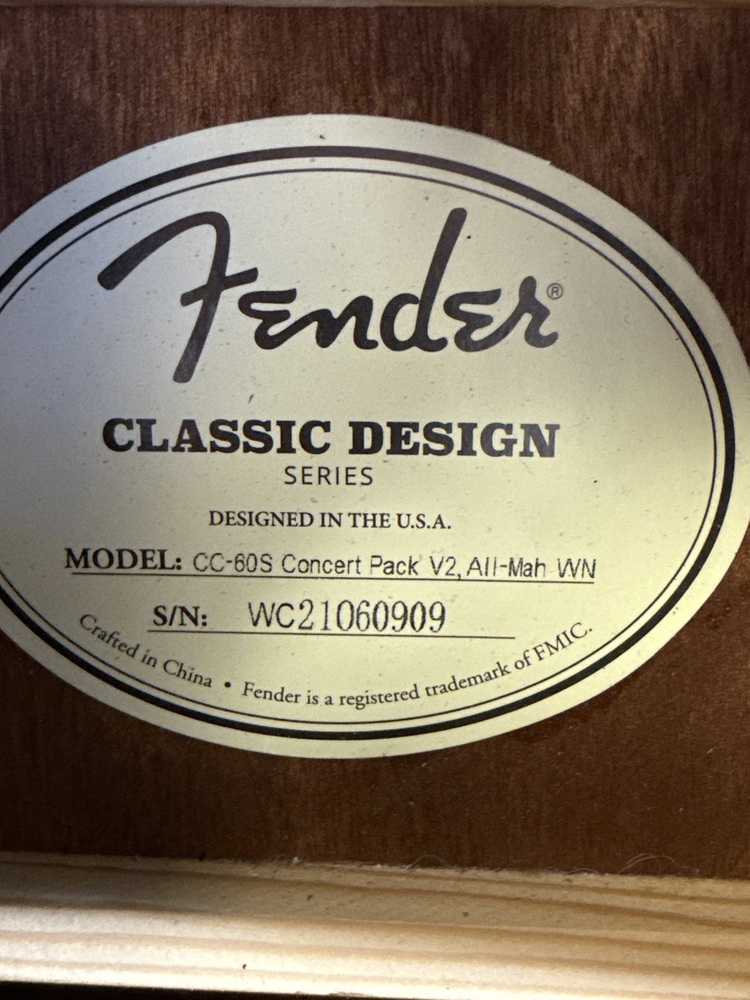 Fender®
CLASSIC DESIGN
SERIES
DESIGNED IN THE U.S.A.
MODEL: CC-60S Concert Pack V2, All-Mah WN
S/N: WC21060909
Crafted in China • Fender is a registered trademark of FMIC.